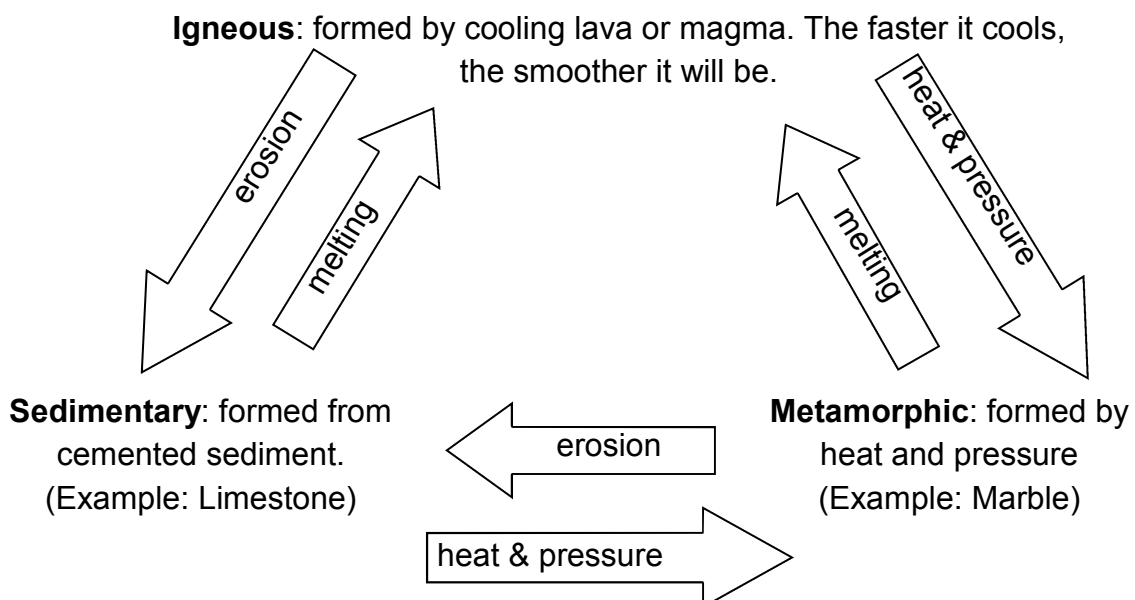 Igneous: formed by cooling lava or magma. The faster it cools,
the smoother it will be.
erosion
melting
melting
heat & pressure
Sedimentary: formed from
cemented sediment.
(Example: Limestone)
erosion
heat & pressure
Metamorphic: formed by
heat and pressure
(Example: Marble)